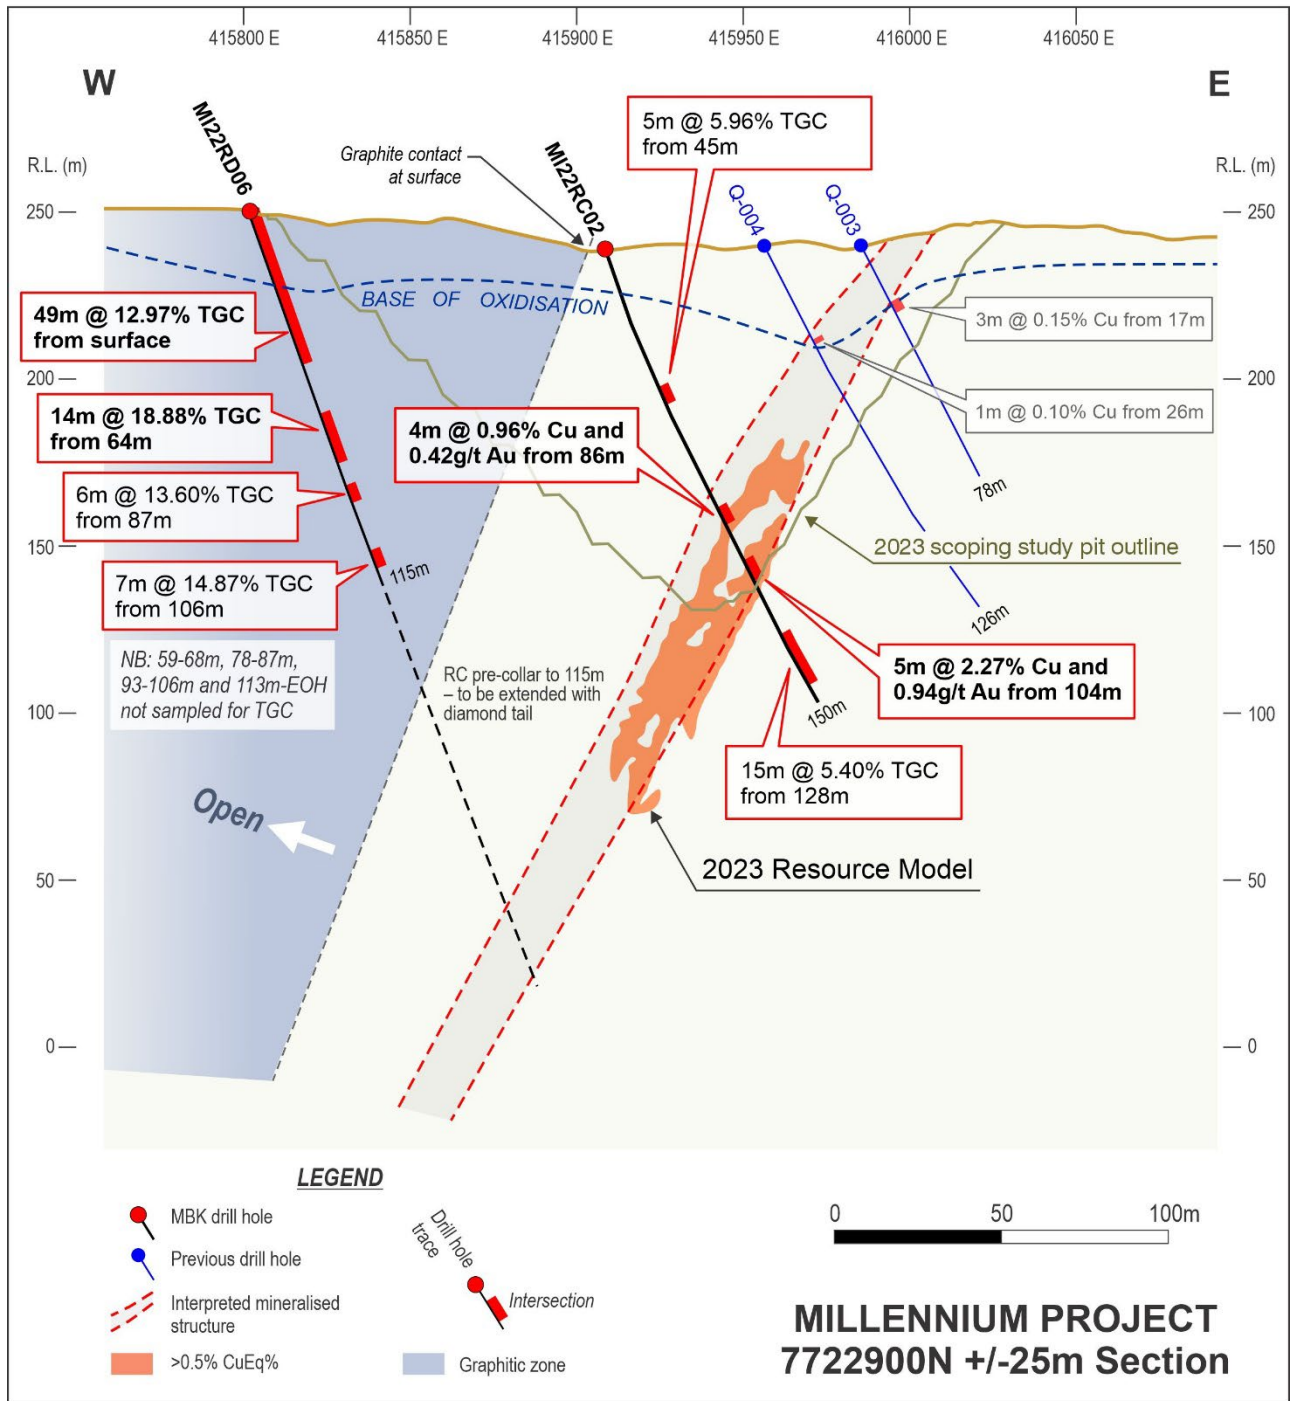 415800 E
415850 E
415900 E
415950 E
416000 E
416050 E
W
E
R.L. (m)
R.L. (m)
250
200
150
100
50
0
250
200
150
100
50
0
MI22RD06
Graphite contact
at surface
MI22RC02
5m @ 5.96% TGC
from 45m
Q-004
Q-003
BASE OF OXIDISATION
49m @ 12.97% TGC
from surface
3m @ 0.15% Cu from 17m
14m @ 18.88% TGC
from 64m
4m @ 0.96% Cu and
0.42g/t Au from 86m
1m @ 0.10% Cu from 26m
6m @ 13.60% TGC
from 87m
78m
2023 scoping study pit outline
7m @ 14.87% TGC
from 106m
115m
126m
NB: 59-68m, 78-87m,
93-106m and 113m-EOH
not sampled for TGC
RC pre-collar to 115m
– to be extended with
diamond tail
5m @ 2.27% Cu and
0.94g/t Au from 104m
150m
15m @ 5.40% TGC
from 128m
Open
2023 Resource Model
LEGEND
MBK drill hole
Previous drill hole
Interpreted mineralised
structure
>0.5% CuEq%
Drill hole
trace
Intersection
Graphitic zone
0
50
100m
MILLENNIUM PROJECT
7722900N +/-25m Section